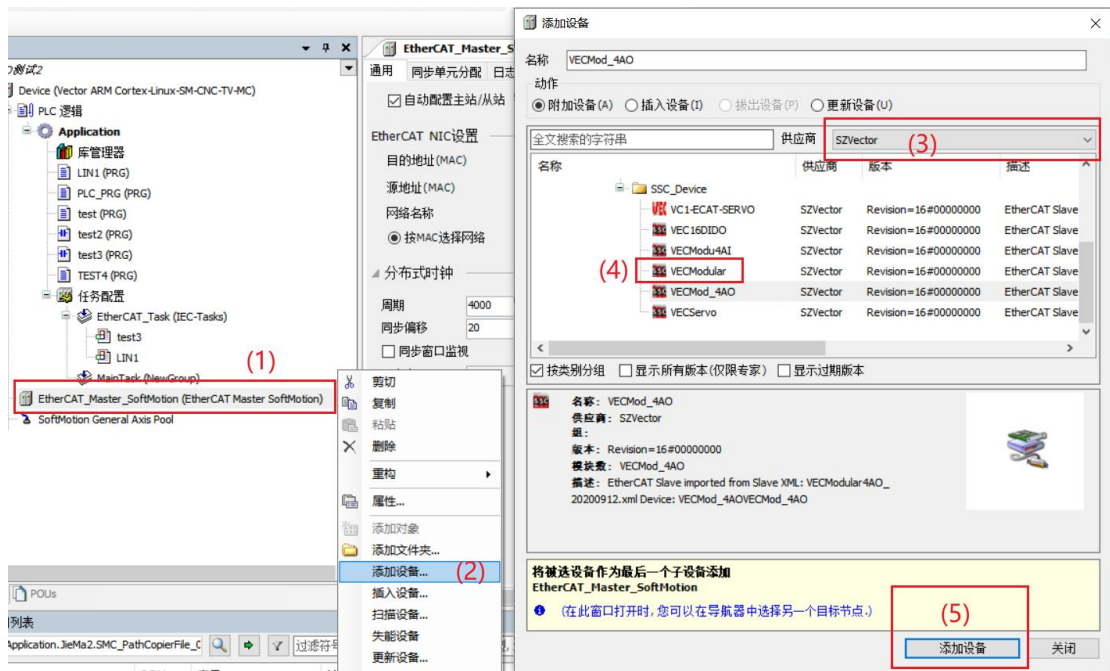 测试2
Device (Vector ARM Cortex-Linux-SM-CNC-TV-MC)
PLC 逻辑
Application
库管理器
LIN1 (PRG)
PLC_PRG (PRG)
test (PRG)
test2 (PRG)
test3 (PRG)
TEST4 (PRG)
任务配置
EtherCAT_Task (IEC-Tasks)
test3
LIN1
(1)
MainTask (NewGroup)
EtherCAT_Master_SoftMotion (EtherCAT Master SoftMotion)
SoftMotion General Axis Pool
POUs
列表
Application.JieMa2.SMC_PathCopierFile_
过滤符
EtherCAT_Master_S
通用 同步单元分配 日志
自动配置主站/从站
EtherCAT NIC设置
目的地址(MAC)
源地址(MAC)
网络名称
按MAC选择网络
分布式时钟
周期 4000
同步偏移 20
同步窗口监视
剪切
复制
粘贴
删除
重构
属性...
添加对象
添加文件夹...
添加设备... (2)
插入设备...
扫描设备...
失能设备
更新设备...
添加设备
名称 VECMod_4AO
动作
附加设备(A) 插入设备(I) 拔出设备(P) 更新设备(U)
全文搜索的字符串 供应商 SZVector (3)
名称 供应商 版本 描述
SSC_Device
VC1-ECAT-SERVO SZVector Revision=16#00000000 EtherCAT Slave
VEC16DIDO SZVector Revision=16#00000000 EtherCAT Slave
VECModu4AI SZVector Revision=16#00000000 EtherCAT Slave
(4) VECModular SZVector Revision=16#00000000 EtherCAT Slave
VECMod_4AO SZVector Revision=16#00000000 EtherCAT Slave
VECServo SZVector Revision=16#00000000 EtherCAT Slave
按类别分组 显示所有版本(仅限专家) 显示过期版本
名称: VECMod_4AO
供应商: SZVector
组:
版本: Revision=16#00000000
模块数: VECMod_4AO
描述: EtherCAT Slave imported from Slave XML: VECModular4AO_
20200912.xml Device: VECMod_4AOVECMod_4AO
将被选设备作为最后一个子设备添加
EtherCAT_Master_SoftMotion
(在此窗口打开时,您可以在导航器中选择另一个目标节点.)
(5)
添加设备 关闭